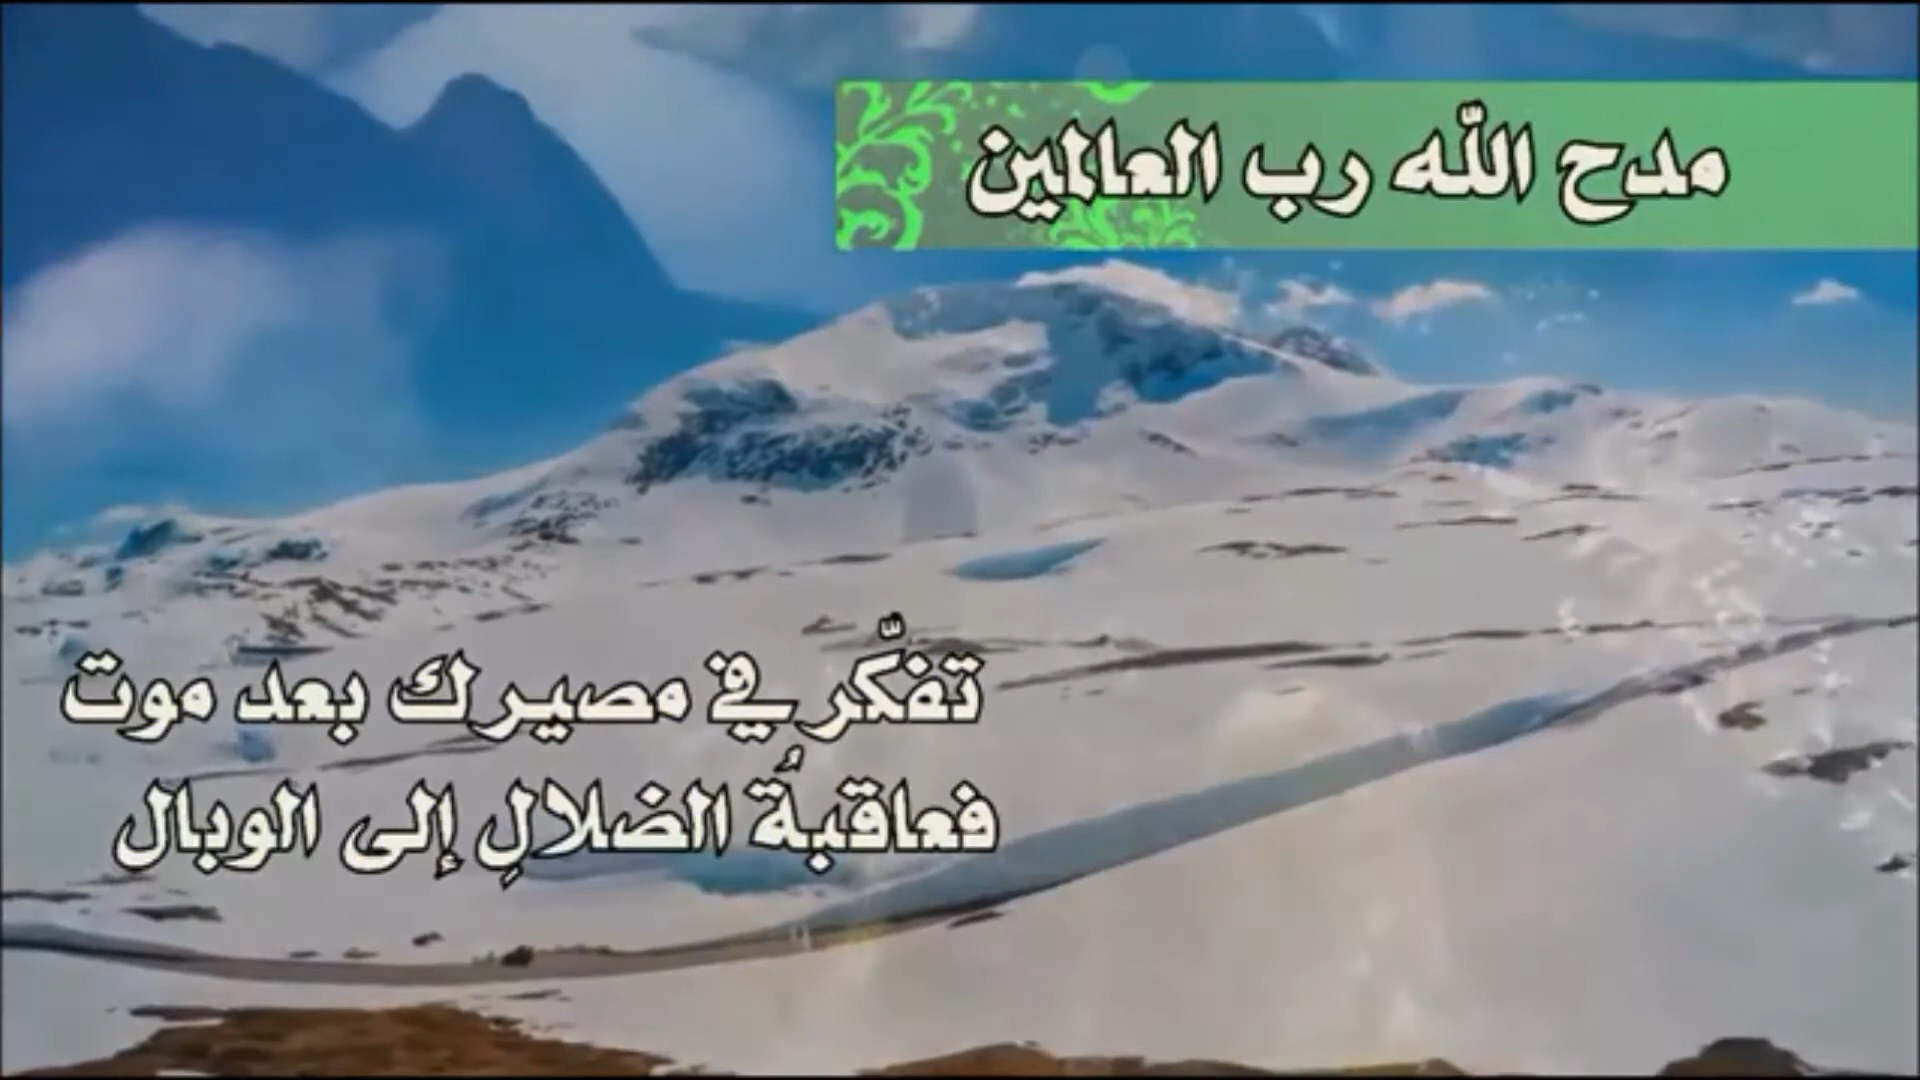 مدح الله رب العالمين
تفكّر في مصيرك بعد موت
فعاقبةُ الضلالِ إلى الوبال